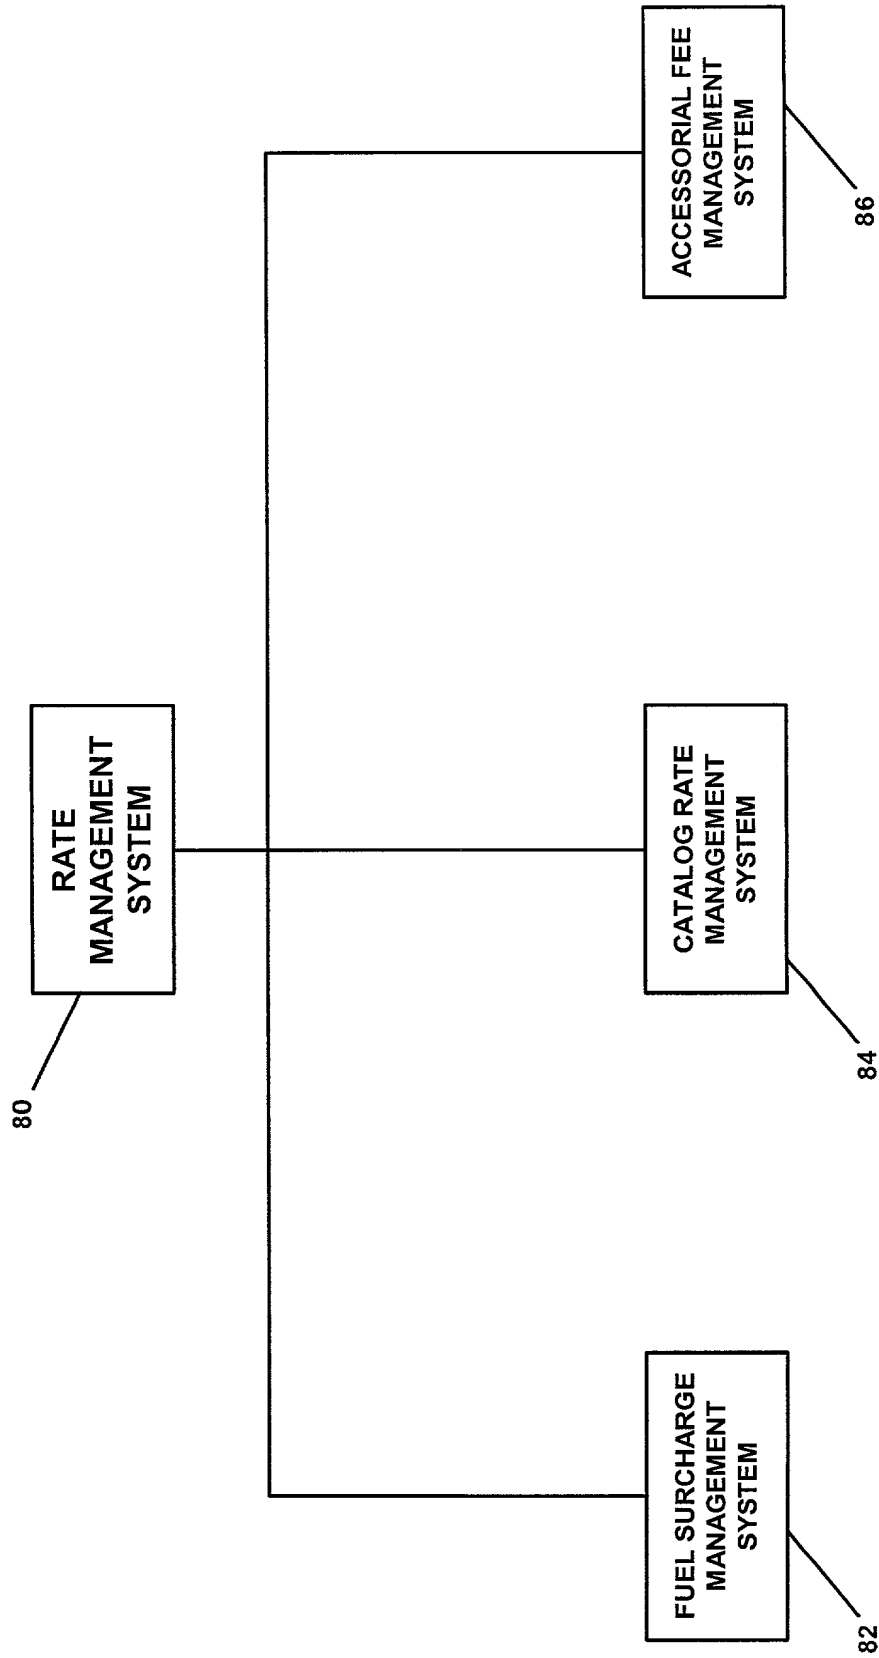 RATE
MANAGEMENT
SYSTEM
80
FUEL SURCHARGE
MANAGEMENT
SYSTEM
82
CATALOG RATE
MANAGEMENT
SYSTEM
84
ACCESSORIAL FEE
MANAGEMENT
SYSTEM
86